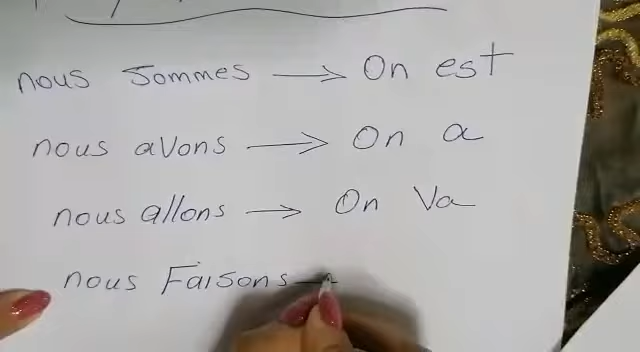 nous sommes → On est
nous avons → On a
nous allons → On Va
nous Faisons